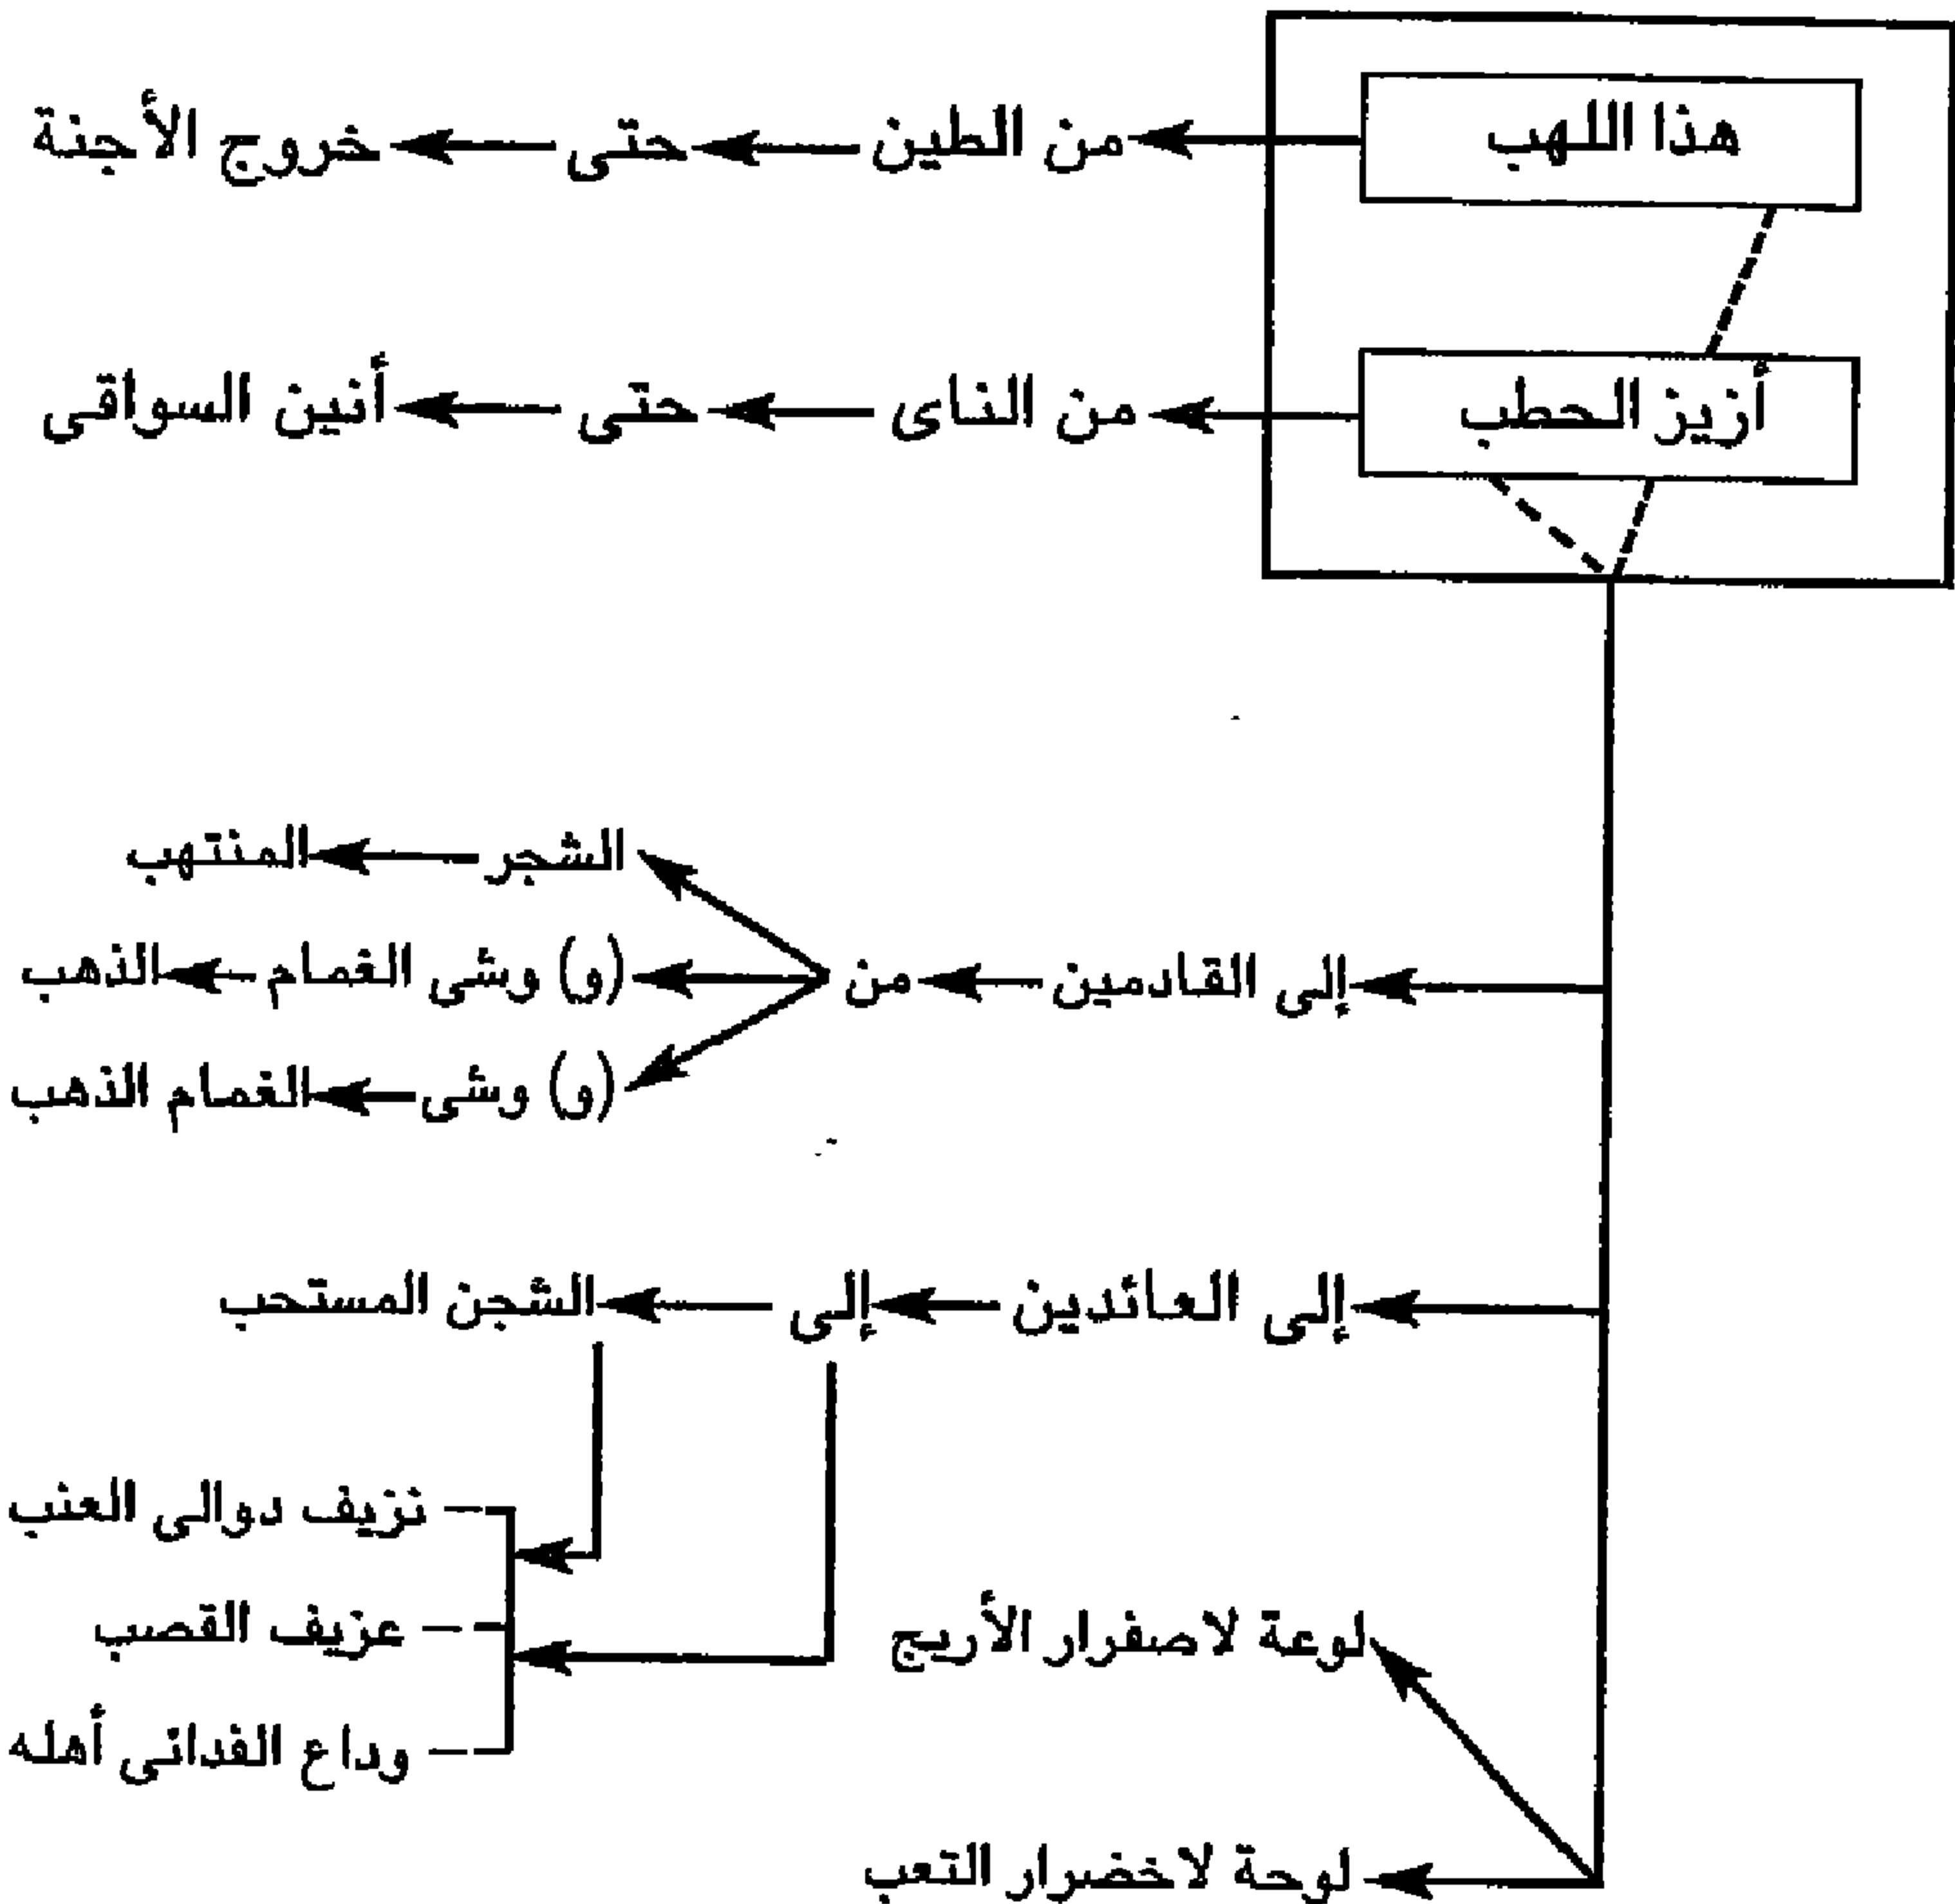 هذا اللهب من الطين حتى خروج الأجنة
أزيز الحطب من الناى حتى أنين السواقى
الشجر المنتهب
إلى القادمين من (و) وشى الغمام الذهب
(و) وشى الغمام الذهب
إلى العائدين إلى الشجن المستحب
نزيف دوالى العنب
عزيف القصب
لوعة لاصفرار الأريج
وداع الفدائى أهله
لوحة لاخضرار التعب